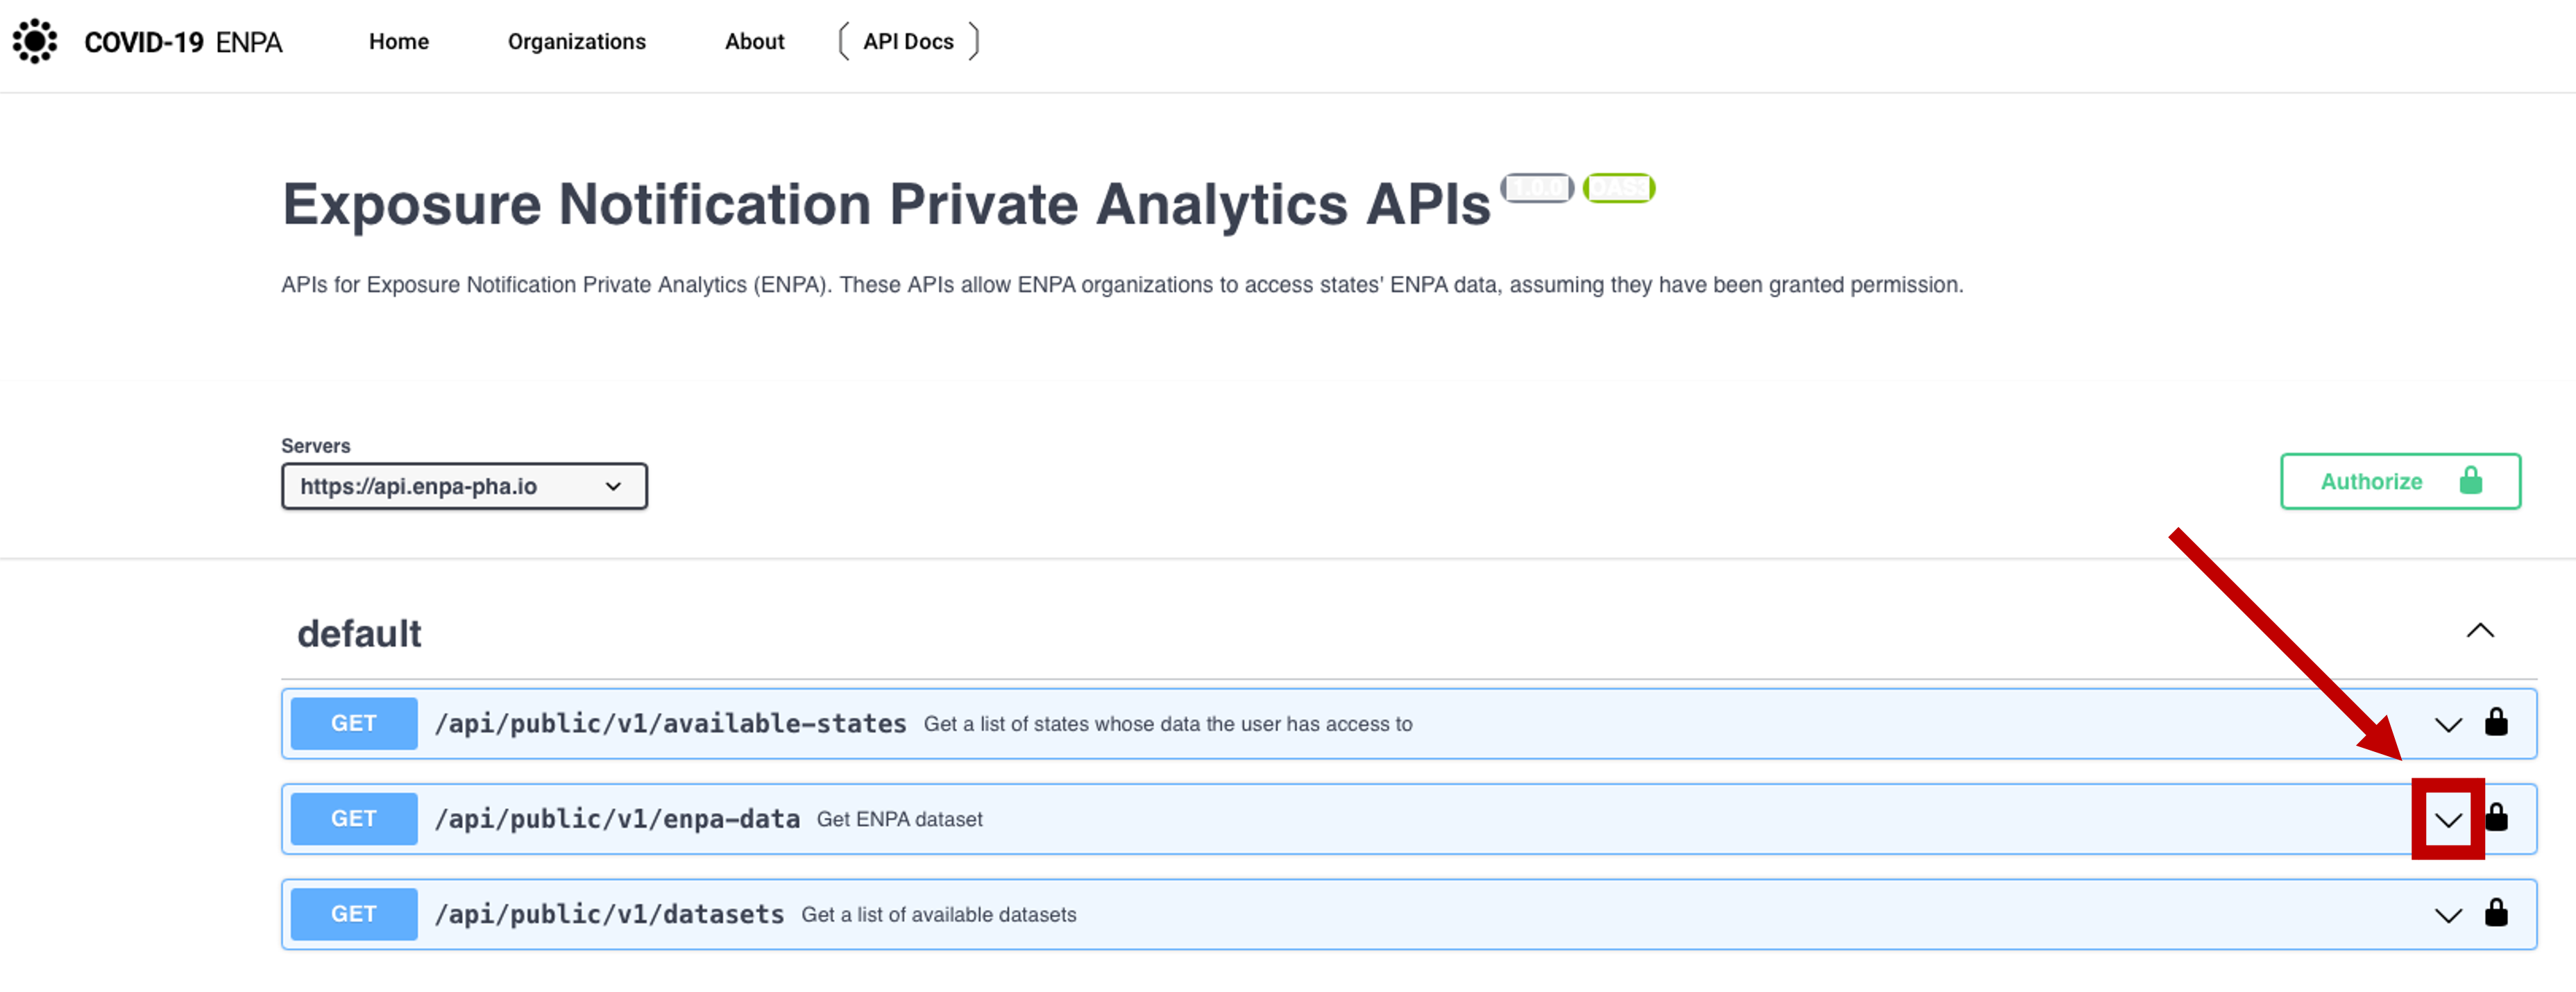 COVID-19 ENPA Home Organizations About API Docs
Exposure Notification Private Analytics APIs 1.0.0 OAS3
APIs for Exposure Notification Private Analytics (ENPA). These APIs allow ENPA organizations to access states' ENPA data, assuming they have been granted permission.
Servers
https://api.enpa-pha.io
Authorize
default
GET /api/public/v1/available-states Get a list of states whose data the user has access to
GET /api/public/v1/enpa-data Get ENPA dataset
GET /api/public/v1/datasets Get a list of available datasets